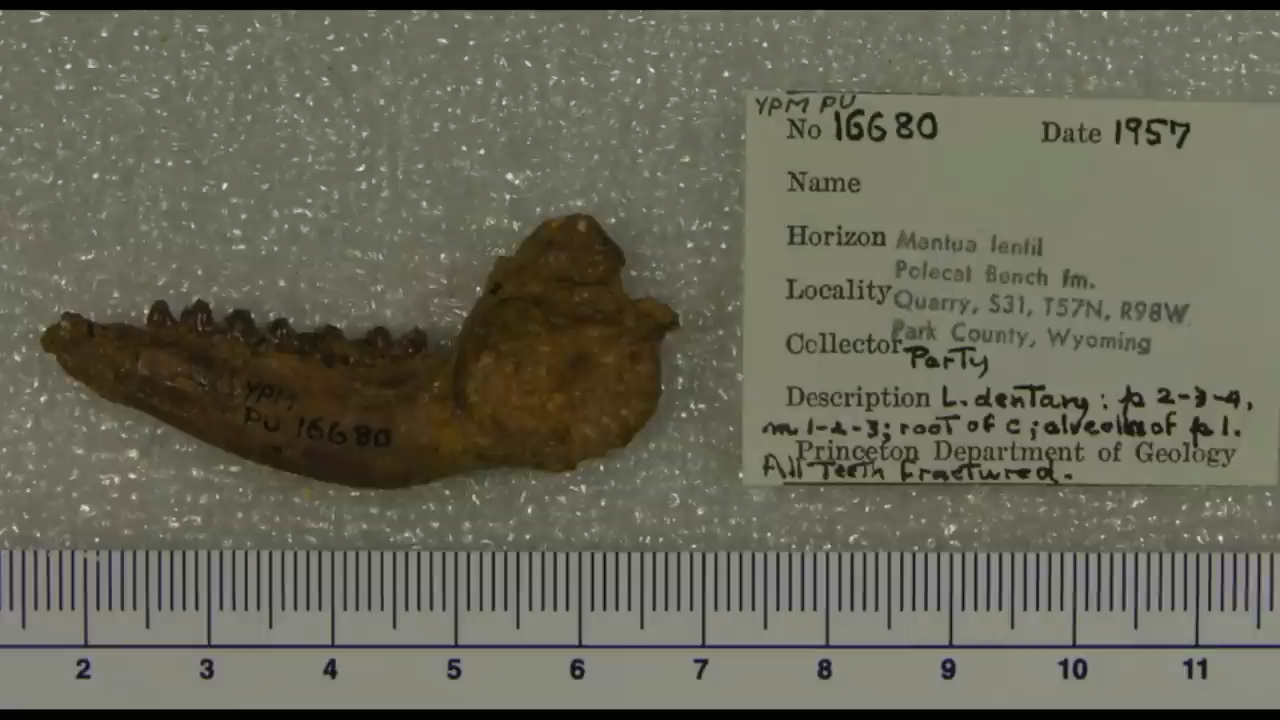 YPM PU
No 16680 Date 1957
Name
Horizon Mantua lentil
Polecat Bench fm.
Locality Quarry, S31, T57N, R98W
Park County, Wyoming
Collector Party
Description L. dentary: p 2-3-4,
m 1-2-3; root of c; alveolus of p 1.
Princeton Department of Geology
All Teeth Fractured.
YPM
PU 16680
2 3 4 5 6 7 8 9 10 11